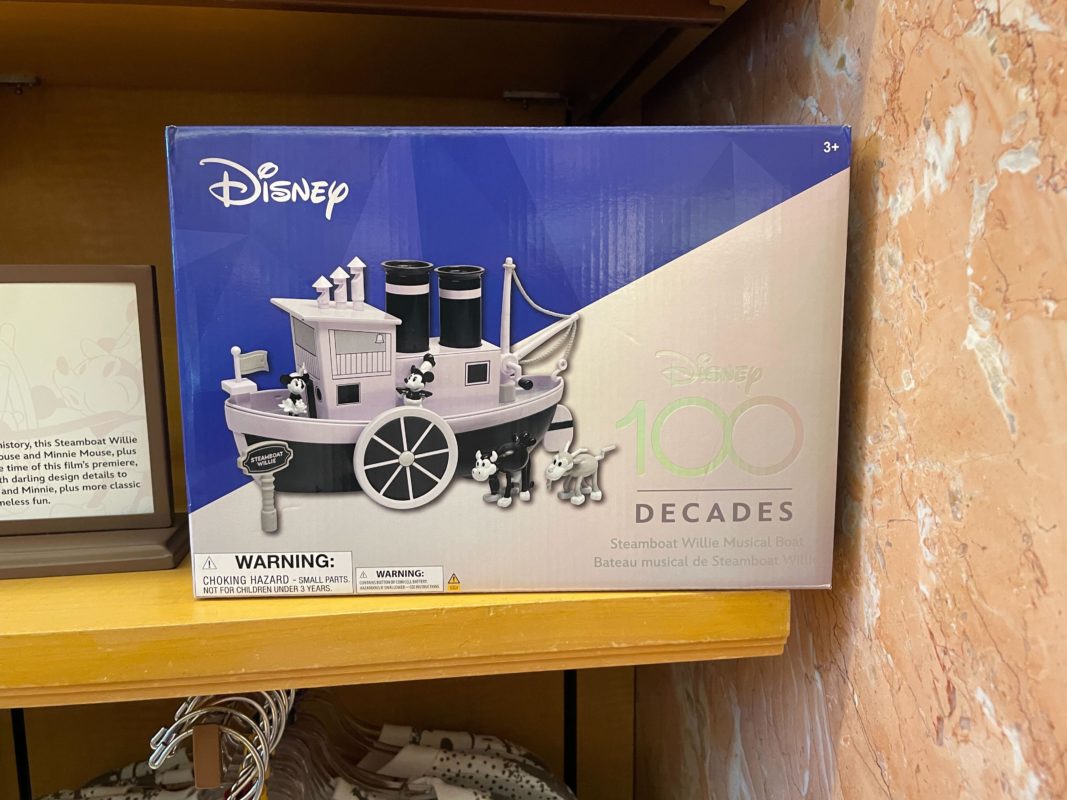 DISNEY
3+
STEAMBOAT
WILLIE
Disney
100
DECADES
Steamboat Willie Musical Boat
Bateau musical de Steamboat Willie
WARNING:
CHOKING HAZARD - SMALL PARTS.
NOT FOR CHILDREN UNDER 3 YEARS.
WARNING:
history, this Steamboat Willie
ouse and Minnie Mouse, plus
e time of this film's premiere,
th darling design details to
and Minnie, plus more classic
meless fun.